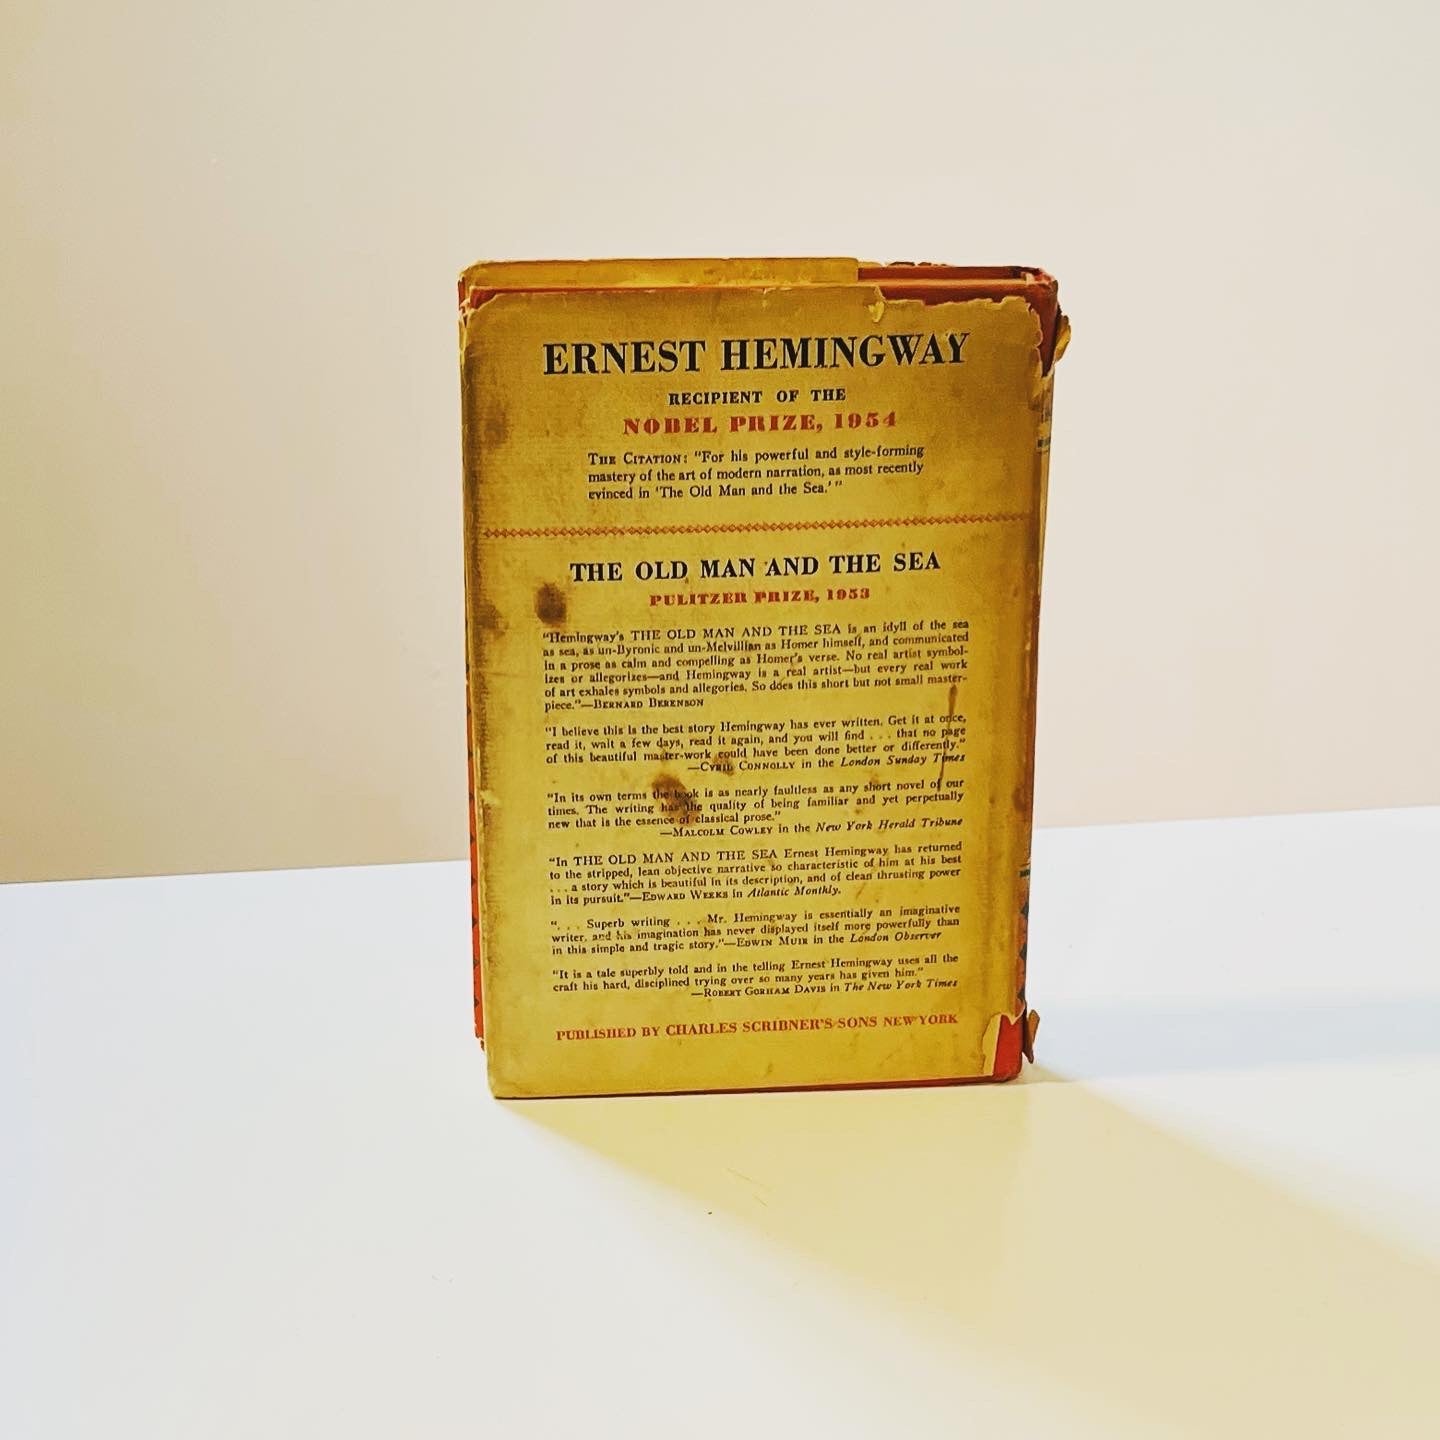 ERNEST HEMINGWAY
RECIPIENT OF THE
NOBEL PRIZE, 1954
THE CITATION: "For his powerful and style-forming
mastery of the art of modern narration, as most recently
evinced in 'The Old Man and the Sea.'"
THE OLD MAN AND THE SEA
PULITZER PRIZE, 1953
"Hemingway's THE OLD MAN AND THE SEA is an idyll of the sea
as sea, as un-Byronic and un-Melvillian as Homer himself, and communicated
in a prose as calm and compelling as Homer's verse. No real artist symbol-
izes or allegorizes—and Hemingway is a real artist—but every real work
of art exhales symbols and allegories. So does this short but not small master-
piece."—BERNARD BERENSON
"I believe this is the best story Hemingway has ever written. Get it at once,
read it, wait a few days, read it again, and you will find . . . that no page
of this beautiful master-work could have been done better or differently."
—CYRIL CONNOLLY in the London Sunday Times
"In its own terms the book is as nearly faultless as any short novel of our
times. The writing has the quality of being familiar and yet perpetually
new that is the essence of classical prose."
—MALCOLM COWLEY in the New York Herald Tribune
"In THE OLD MAN AND THE SEA Ernest Hemingway has returned
to the stripped, lean objective narrative so characteristic of him at his best
. . . a story which is beautiful in its description, and of clean thrusting power
in its pursuit."—EDWARD WEEKS in Atlantic Monthly.
". . . Superb writing . . . Mr. Hemingway is essentially an imaginative
writer, and his imagination has never displayed itself more powerfully than
in this simple and tragic story."—EDWIN MUIR in the London Observer
"It is a tale superbly told and in the telling Ernest Hemingway uses all the
craft his hard, disciplined trying over so many years has given him."
—ROBERT GORHAM DAVIS in The New York Times
PUBLISHED BY CHARLES SCRIBNER'S SONS NEW YORK